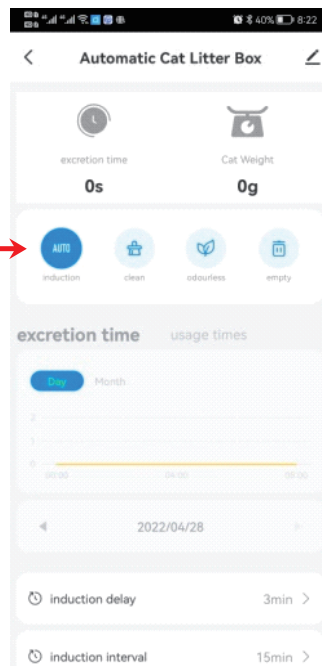 40% 8:22
Automatic Cat Litter Box
excretion time Cat Weight
0s 0g
AUTO
induction clean odourless empty
excretion time usage times
Day Month
2
1
0
00:00 04:00
2022/04/28
induction delay 3min
induction interval 15min